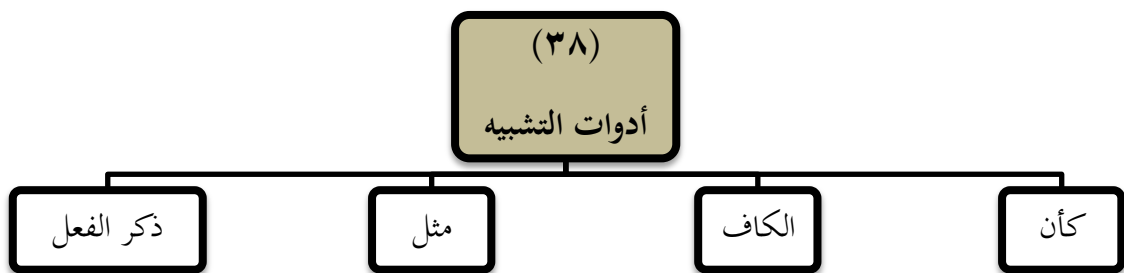 (٣٨)
أدوات التشبيه
كأن
الكاف
مثل
ذكر الفعل